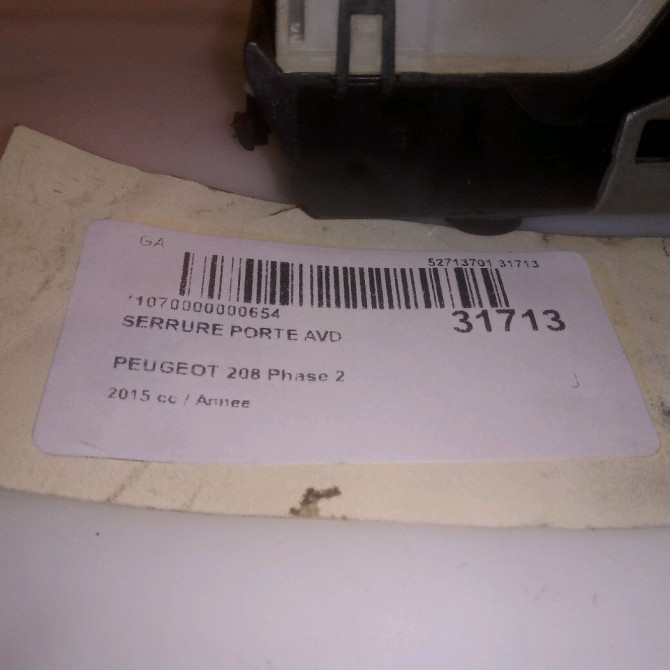 GA
52713701 31713
*1070000000654
31713
SERRURE PORTE AVD
PEUGEOT 208 Phase 2
2015 cc / Annee